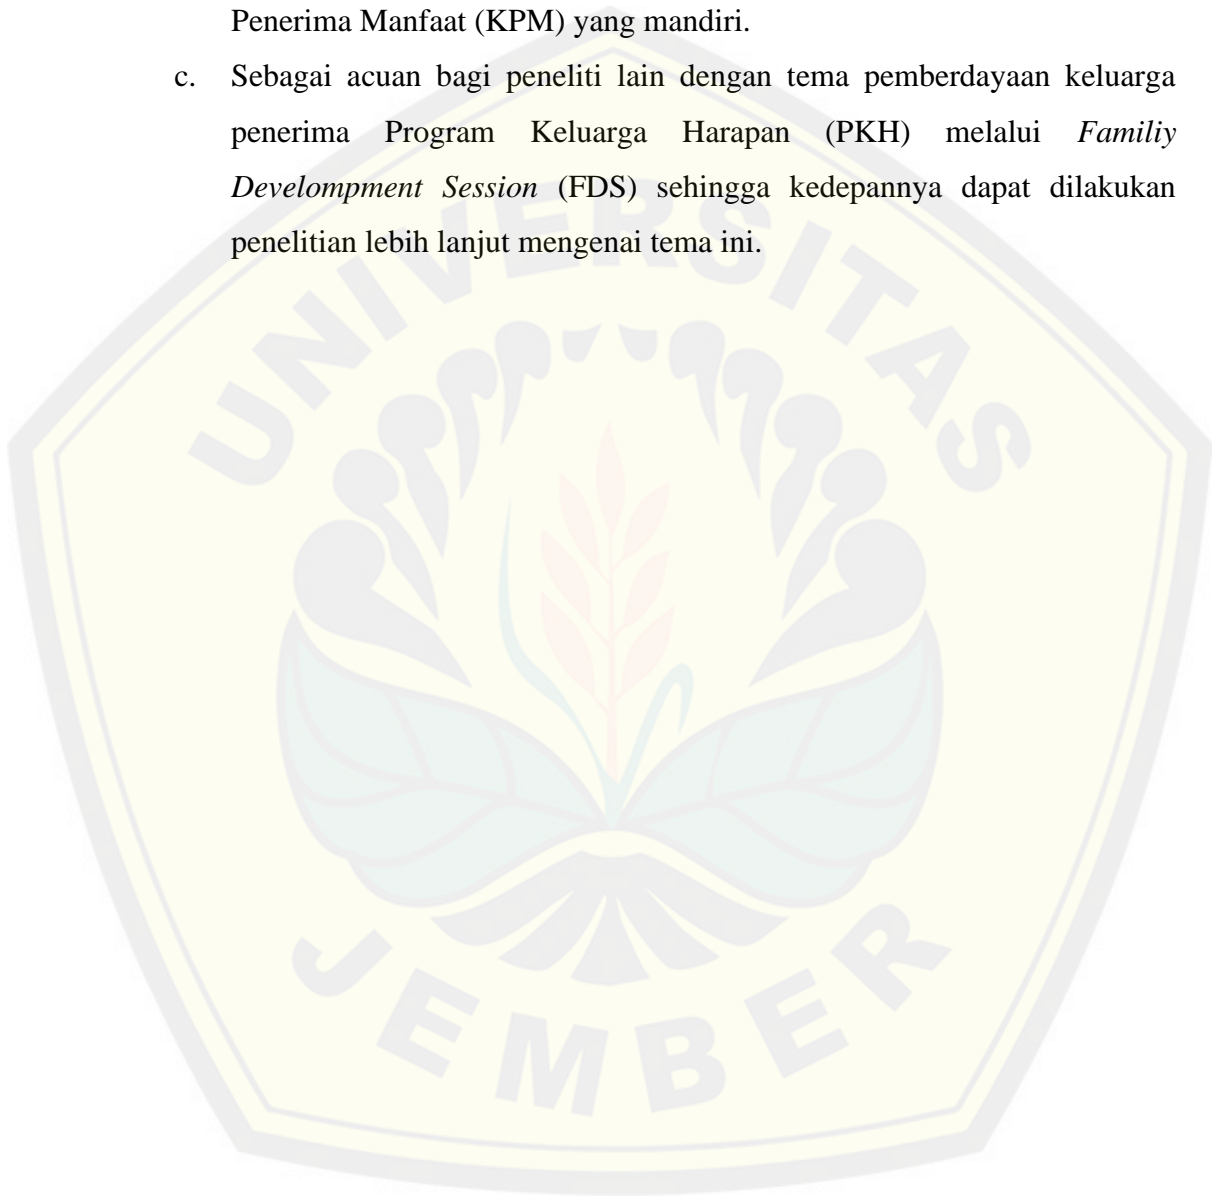 Penerima Manfaat (KPM) yang mandiri.
c. Sebagai acuan bagi peneliti lain dengan tema pemberdayaan keluarga
penerima Program Keluarga Harapan (PKH) melalui Familiy
Develompment Session (FDS) sehingga kedepannya dapat dilakukan
penelitian lebih lanjut mengenai tema ini.
UNIVERSITAS
JEMBER